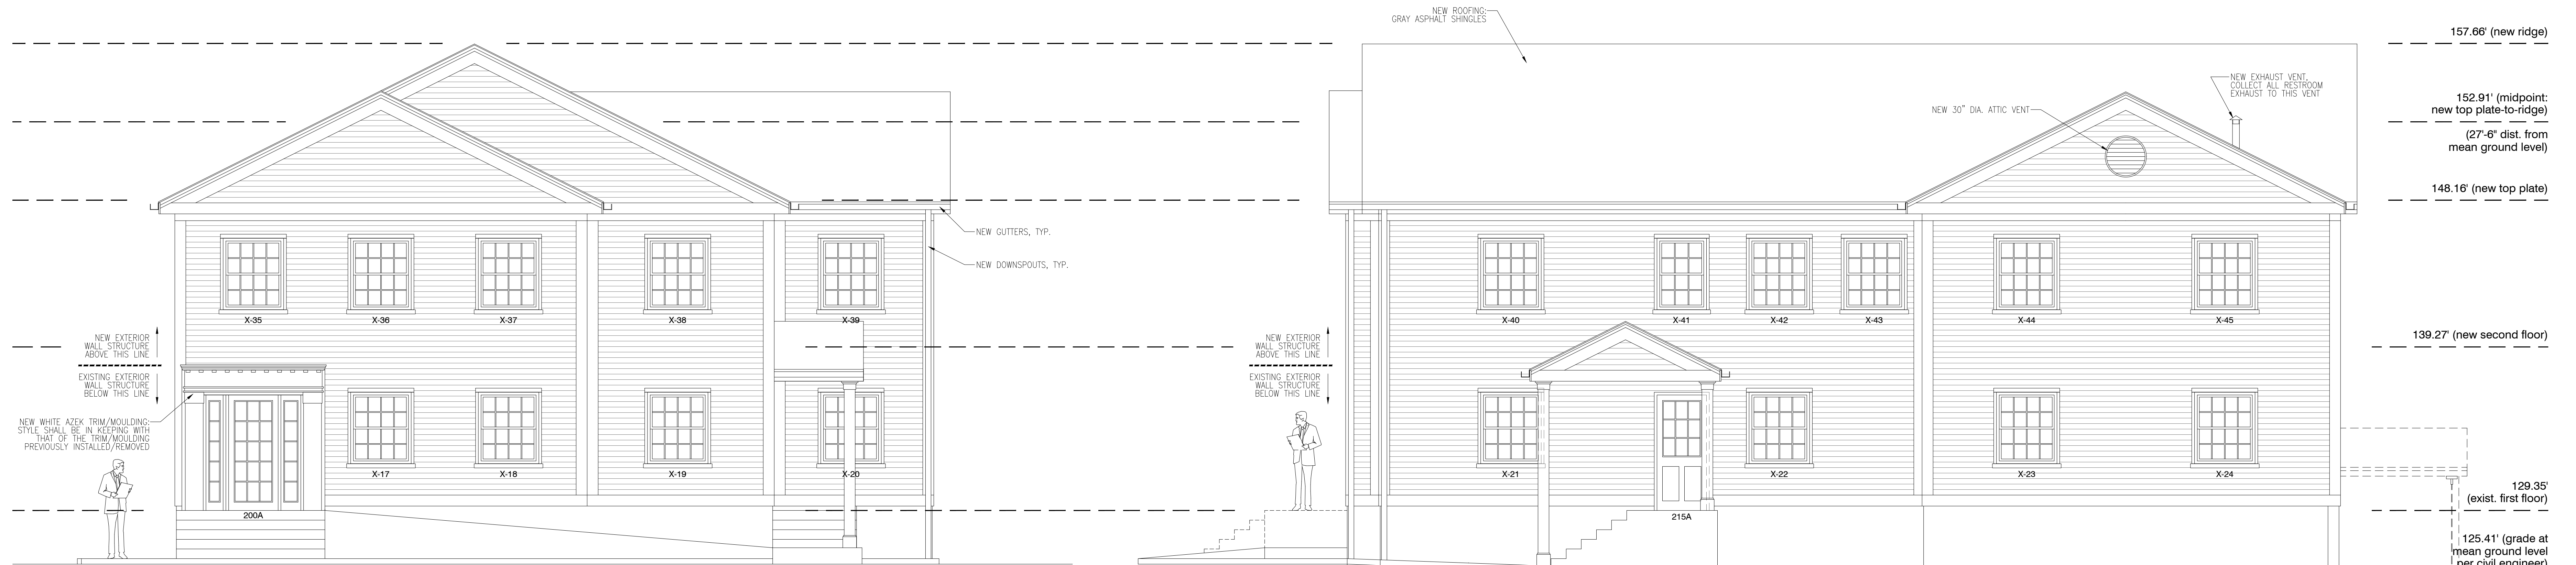 NEW ROOFING:
GRAY ASPHALT SHINGLES
157.66' (new ridge)
NEW EXHAUST VENT,
COLLECT ALL RESTROOM
EXHAUST TO THIS VENT
NEW 30" DIA. ATTIC VENT
152.91' (midpoint:
new top plate-to-ridge)
(27'-6" dist. from
mean ground level)
148.16' (new top plate)
NEW GUTTERS, TYP.
NEW DOWNSPOUTS, TYP.
X-35
X-36
X-37
X-38
X-39
X-40
X-41
X-42
X-43
X-44
X-45
NEW EXTERIOR
WALL STRUCTURE
ABOVE THIS LINE
EXISTING EXTERIOR
WALL STRUCTURE
BELOW THIS LINE
NEW EXTERIOR
WALL STRUCTURE
ABOVE THIS LINE
EXISTING EXTERIOR
WALL STRUCTURE
BELOW THIS LINE
139.27' (new second floor)
NEW WHITE AZEK TRIM/MOULDING:
STYLE SHALL BE IN KEEPING WITH
THAT OF THE TRIM/MOULDING
PREVIOUSLY INSTALLED/REMOVED
X-17
X-18
X-19
X-20
X-21
X-22
X-23
X-24
129.35'
(exist. first floor)
200A
215A
125.41' (grade at
mean ground level
per civil engineer)